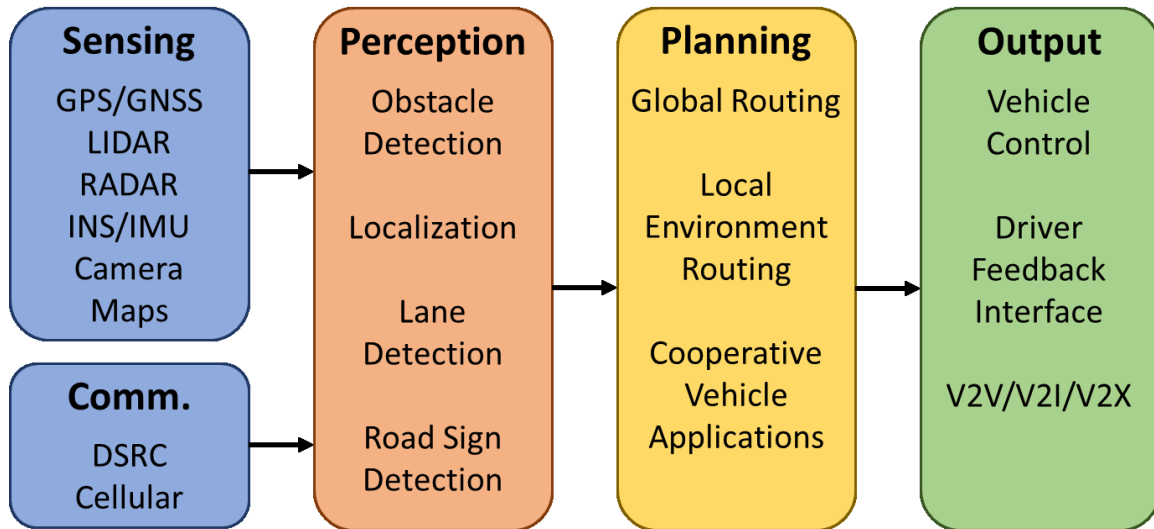 Sensing
GPS/GNSS
LIDAR
RADAR
INS/IMU
Camera
Maps
Comm.
DSRC
Cellular
Perception
Obstacle
Detection
Localization
Lane
Detection
Road Sign
Detection
Planning
Global Routing
Local
Environment
Routing
Cooperative
Vehicle
Applications
Output
Vehicle
Control
Driver
Feedback
Interface
V2V/V2I/V2X